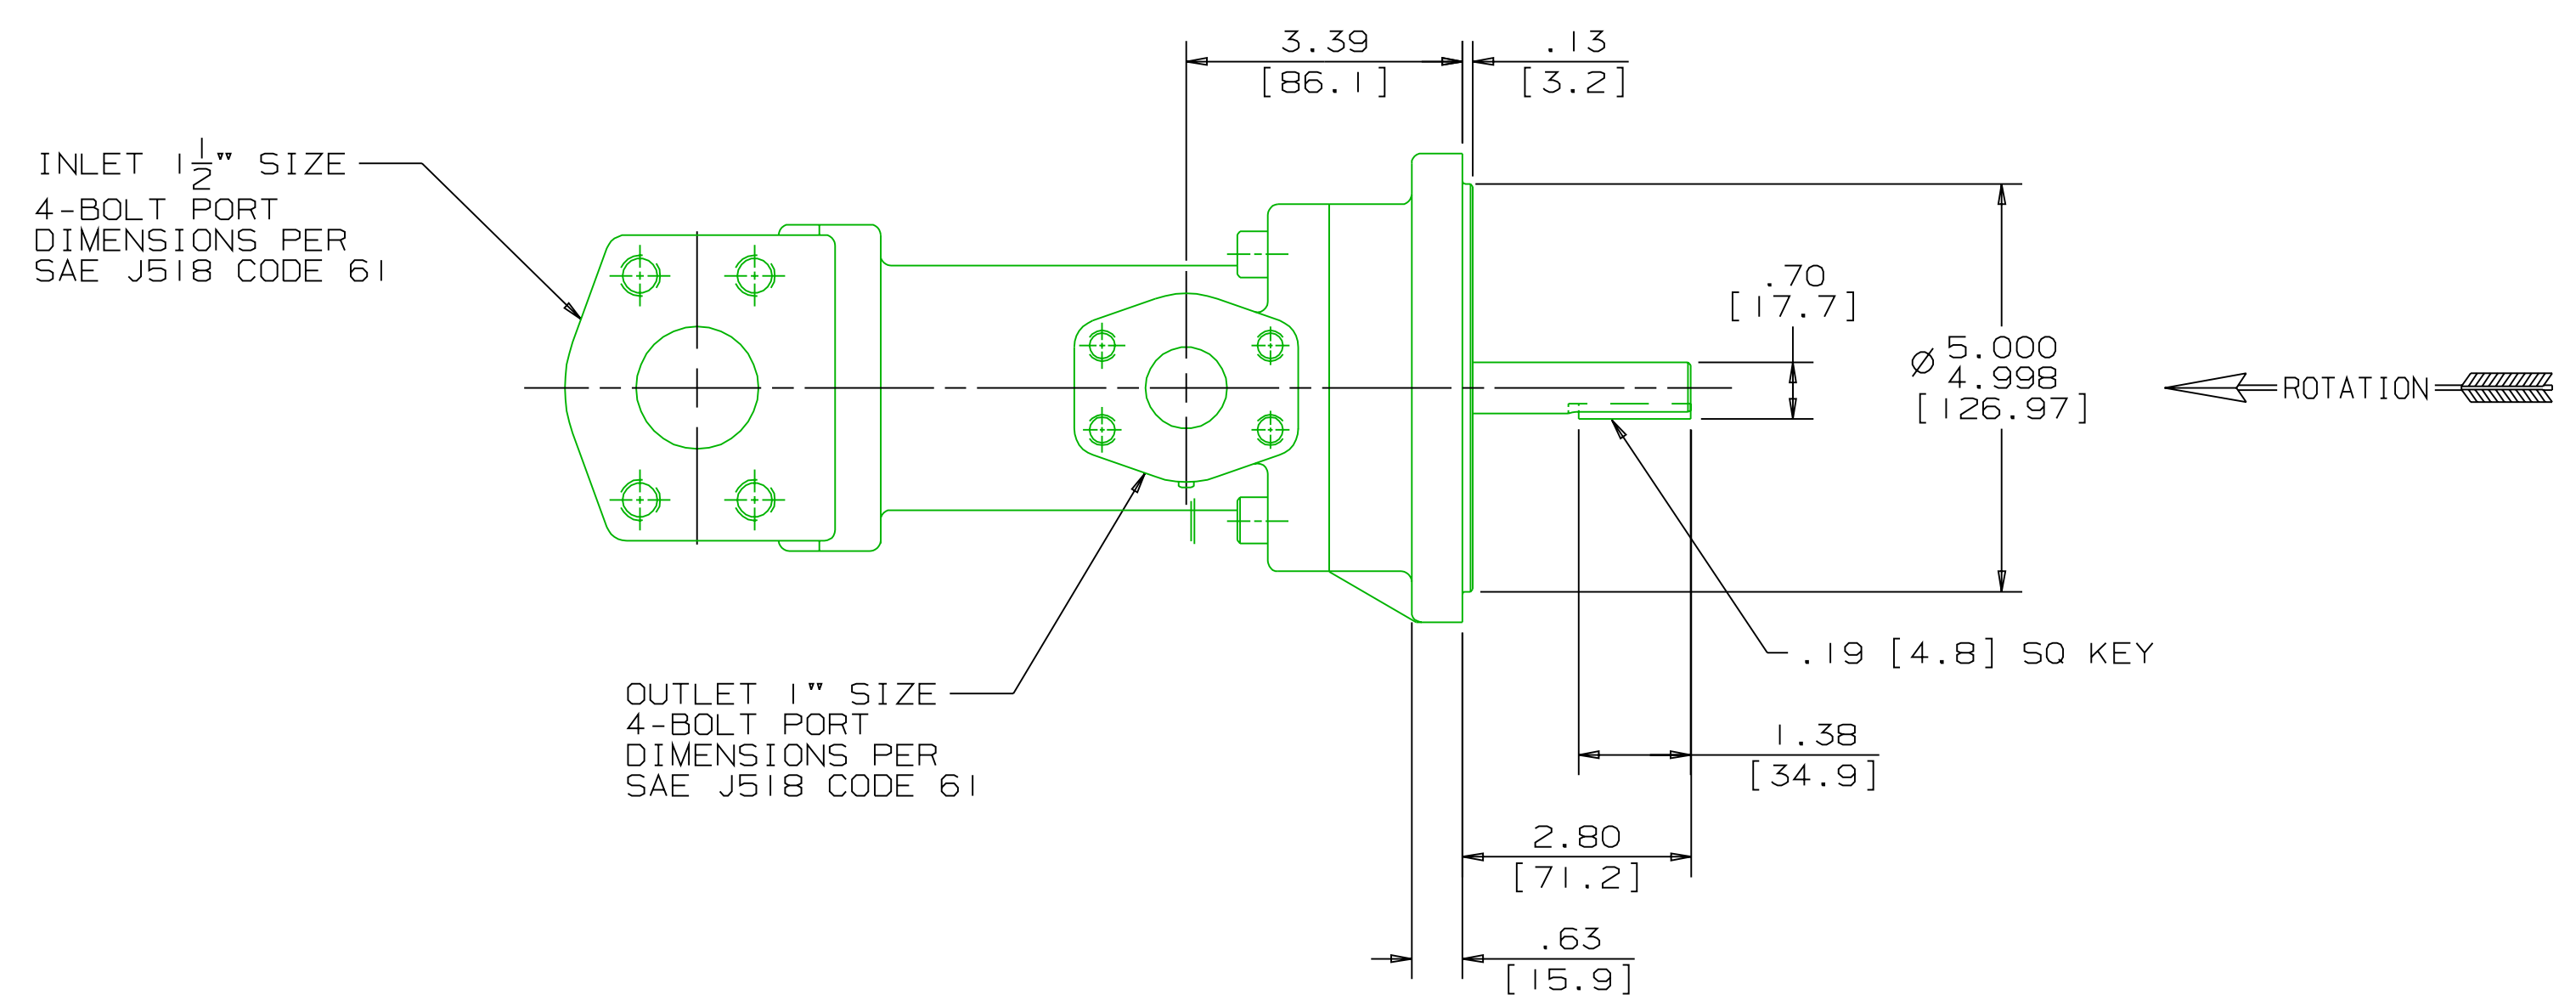 3.39
[86.1]
.13
[3.2]
INLET 1 1/2" SIZE
4-BOLT PORT
DIMENSIONS PER
SAE J518 CODE 61
.70
[17.7]
Ø 5.000
4.998
[126.97]
ROTATION
.19 [4.8] SQ KEY
OUTLET 1" SIZE
4-BOLT PORT
DIMENSIONS PER
SAE J518 CODE 61
1.38
[34.9]
2.80
[71.2]
.63
[15.9]